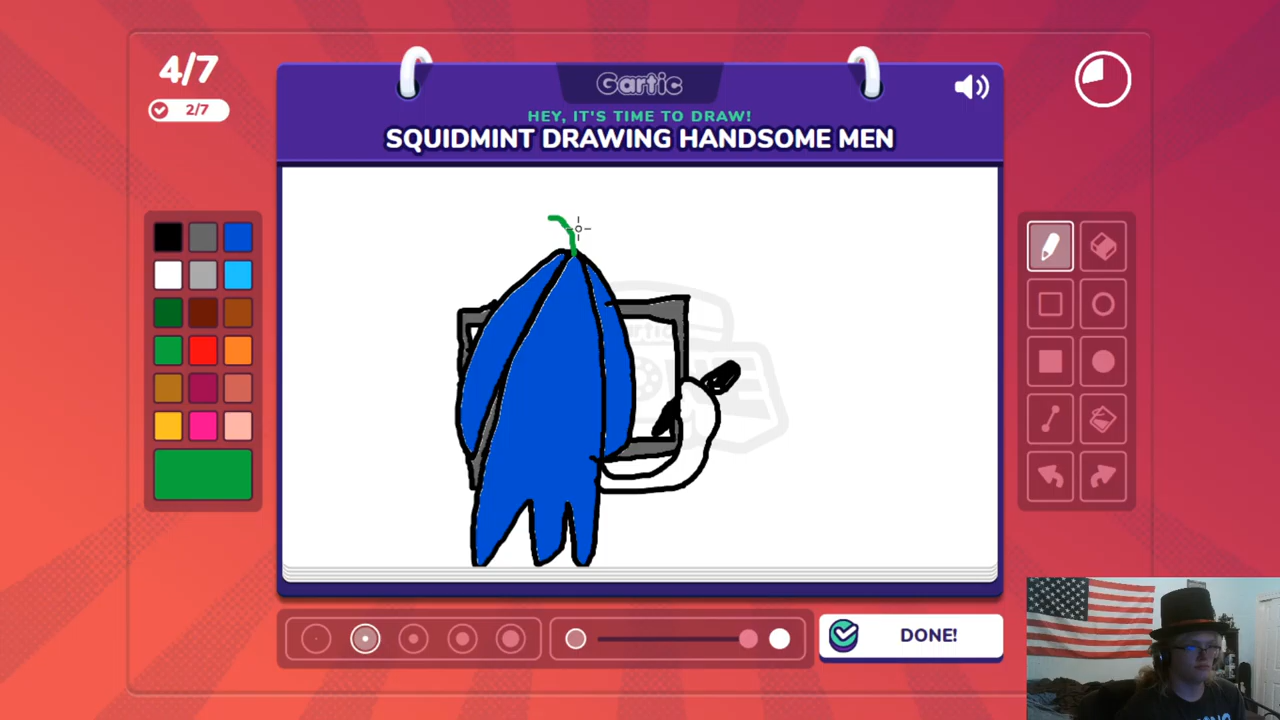 4/7
2/7
Gartic
HEY, IT'S TIME TO DRAW!
SQUIDMINT DRAWING HANDSOME MEN
DONE!